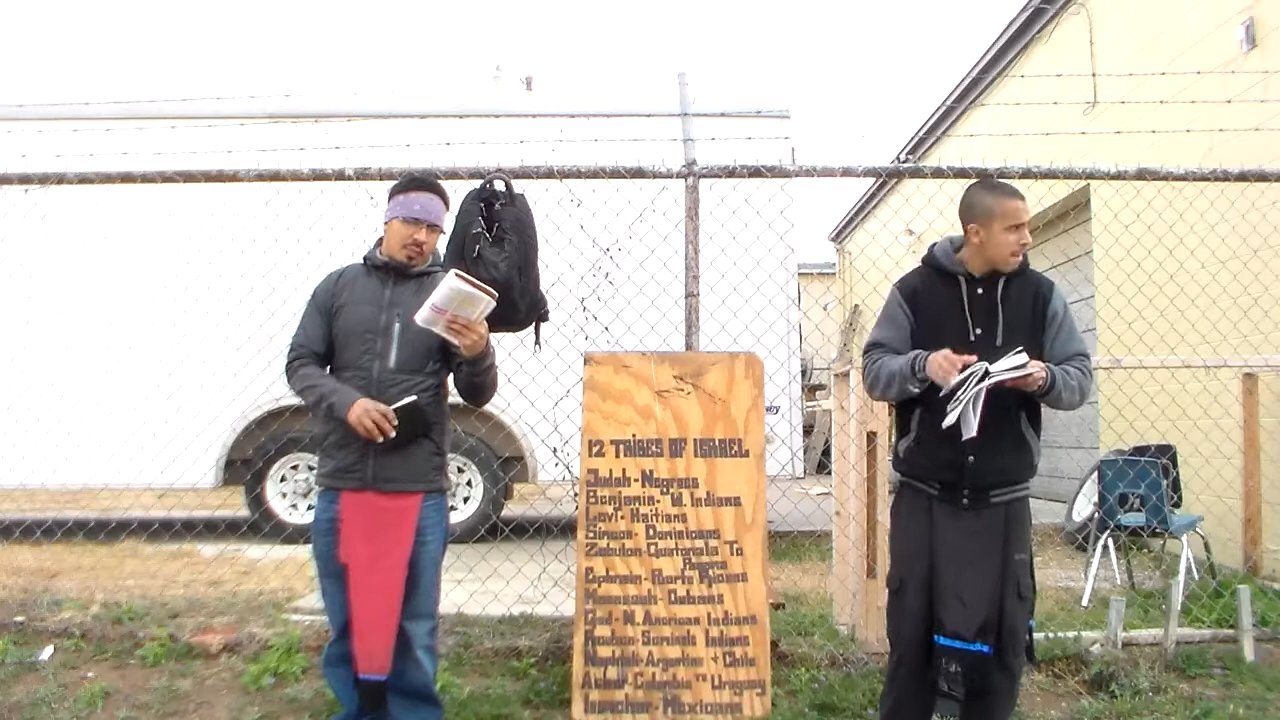 12 TRIBES OF ISRAEL
Judah-Negroes
Benjamin-W. Indians
Levi-Haitians
Simeon-Dominicans
Zebulon-Guatemala To
Panama
Ephraim-Puerto Ricans
Manasseh-Cubans
Gad-N. American Indians
Reuben-Seminole Indians
Naphtali-Argentina + Chile
Asher-Columbia To Uruguay
Issachar-Mexicans